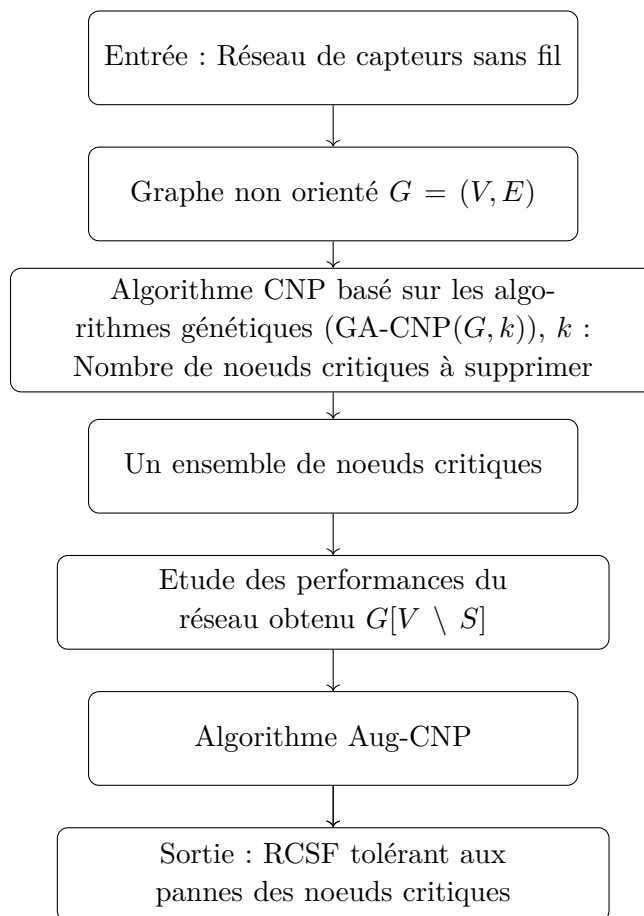 Entrée : Réseau de capteurs sans fil
Graphe non orienté G = (V, E)
Algorithme CNP basé sur les algo-
rithmes génétiques (GA-CNP(G, k)), k :
Nombre de noeuds critiques à supprimer
Un ensemble de noeuds critiques
Etude des performances du
réseau obtenu G[V \ S]
Algorithme Aug-CNP
Sortie : RCSF tolérant aux
pannes des noeuds critiques